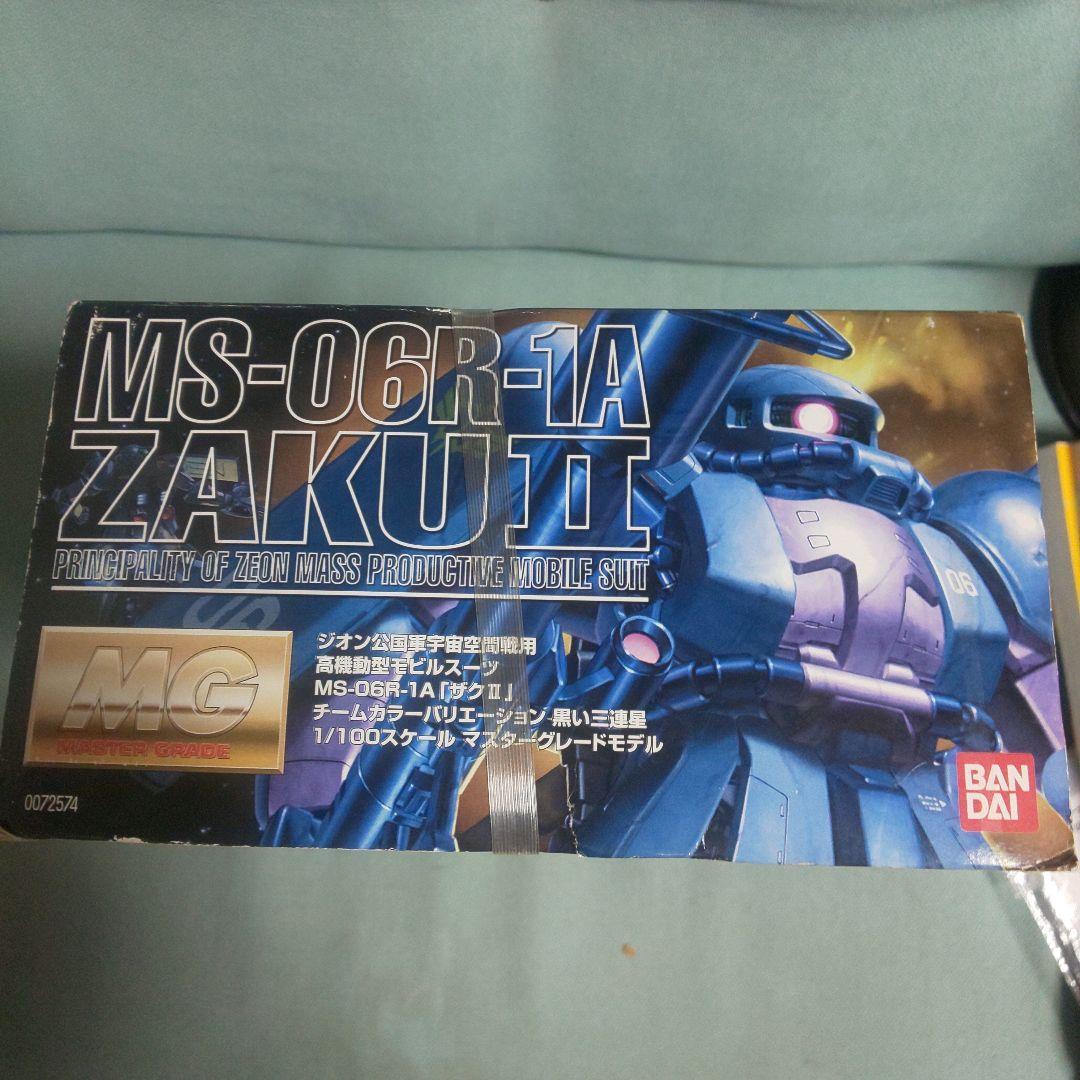 MS-06R-1A
ZAKU II
PRINCIPALITY OF ZEON MASS PRODUCTIVE MOBILE SUIT
MG
MASTER GRADE
ジオン公国軍宇宙空間戦用
高機動型モビルスーツ
MS-06R-1A「ザクⅡ」
チームカラーバリエーション 黒い三連星
1/100スケール マスターグレードモデル
0072574
06
BAN
DAI